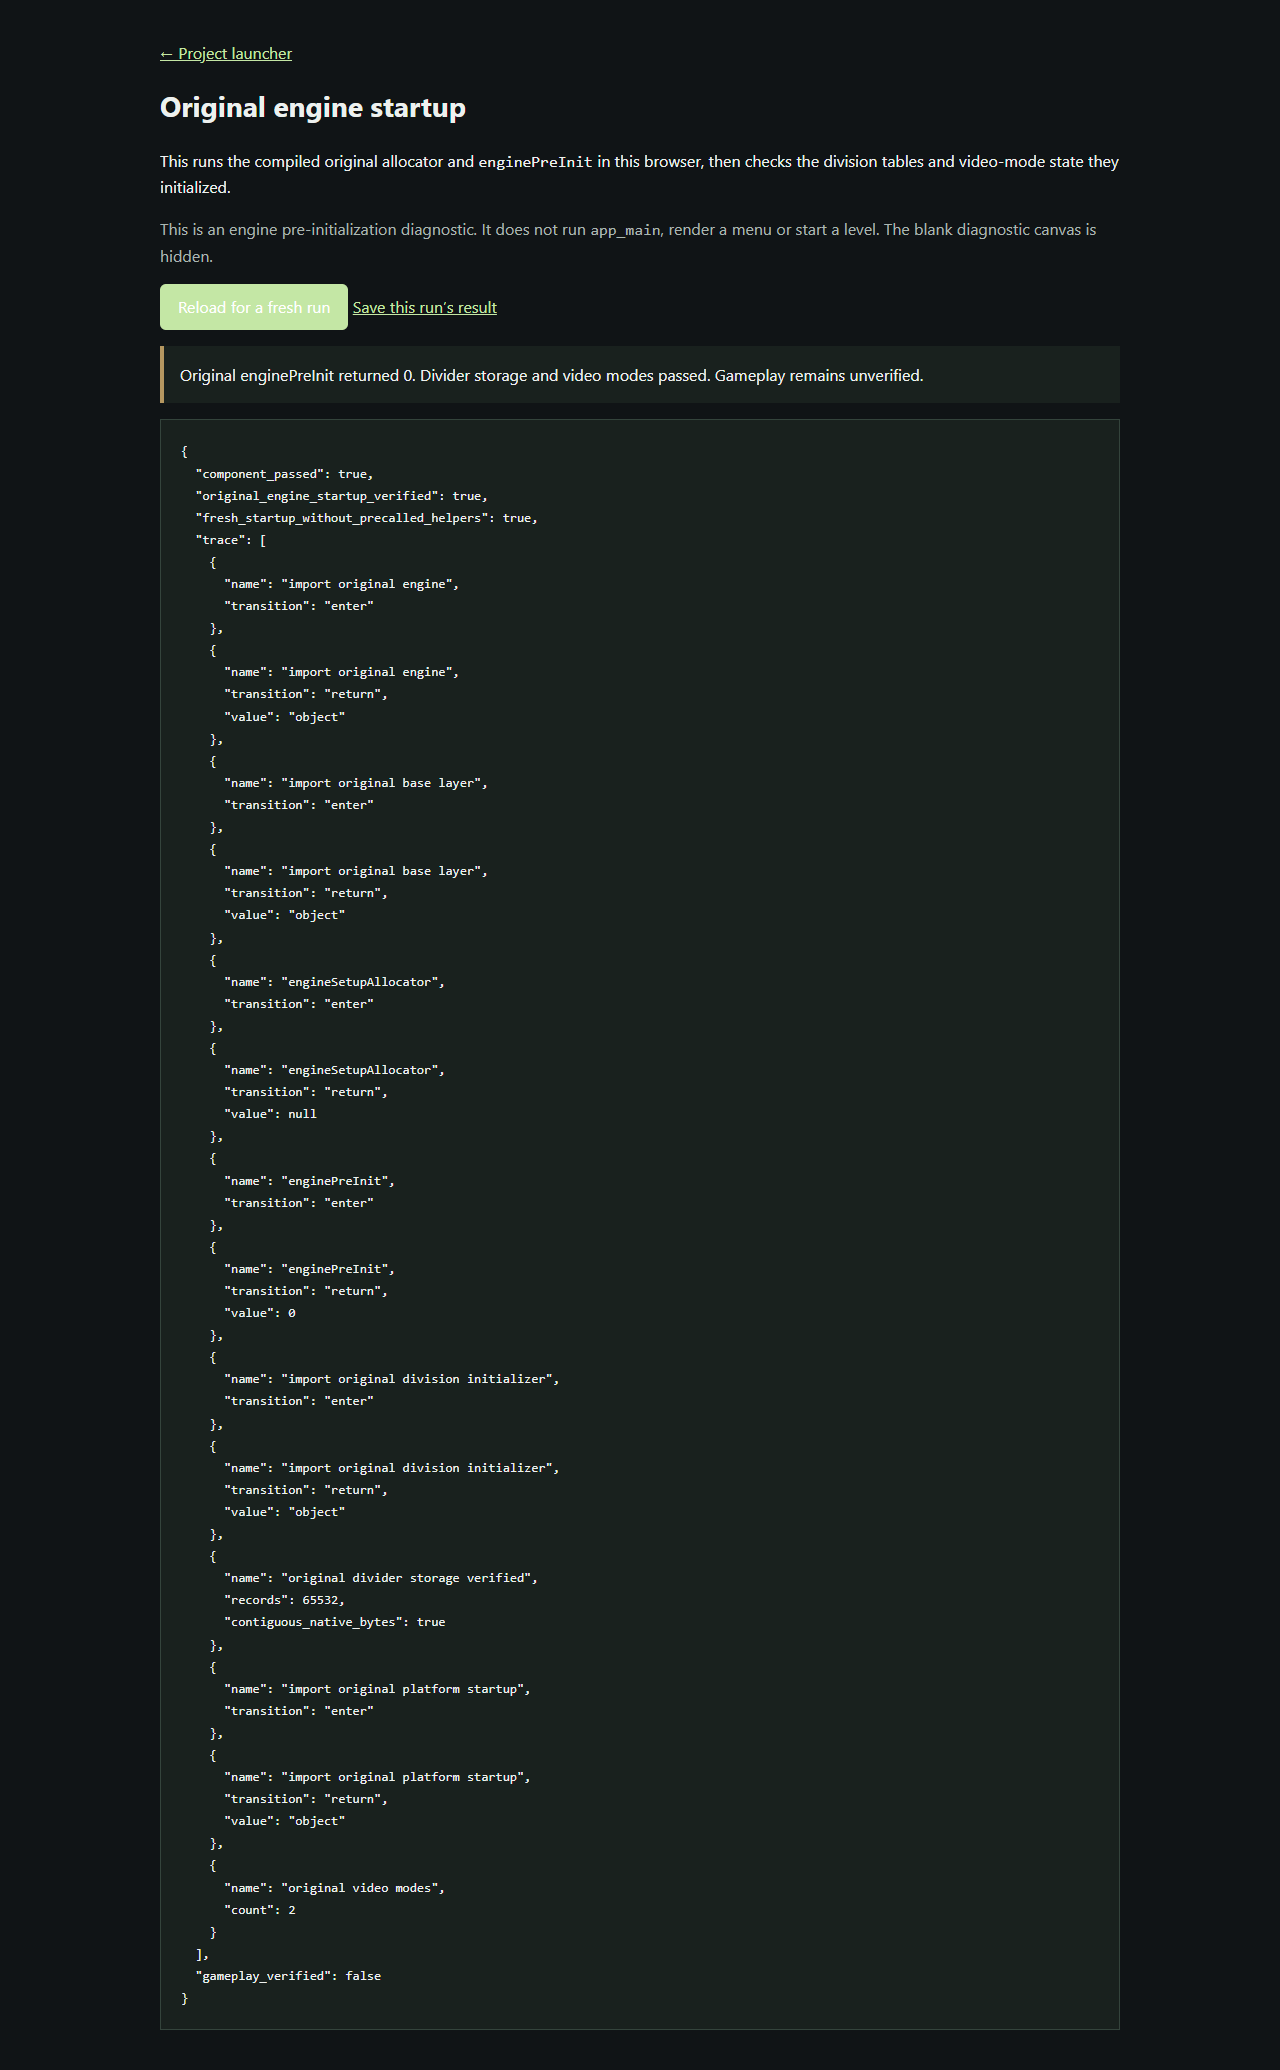 ← Project launcher
Original engine startup
This runs the compiled original allocator and enginePreInit in this browser, then checks the division tables and video-mode state they
initialized.
This is an engine pre-initialization diagnostic. It does not run app_main, render a menu or start a level. The blank diagnostic canvas is
hidden.
Reload for a fresh run Save this run’s result
Original enginePreInit returned 0. Divider storage and video modes passed. Gameplay remains unverified.
{
  "component_passed": true,
  "original_engine_startup_verified": true,
  "fresh_startup_without_precalled_helpers": true,
  "trace": [
    {
      "name": "import original engine",
      "transition": "enter"
    },
    {
      "name": "import original engine",
      "transition": "return",
      "value": "object"
    },
    {
      "name": "import original base layer",
      "transition": "enter"
    },
    {
      "name": "import original base layer",
      "transition": "return",
      "value": "object"
    },
    {
      "name": "engineSetupAllocator",
      "transition": "enter"
    },
    {
      "name": "engineSetupAllocator",
      "transition": "return",
      "value": null
    },
    {
      "name": "enginePreInit",
      "transition": "enter"
    },
    {
      "name": "enginePreInit",
      "transition": "return",
      "value": 0
    },
    {
      "name": "import original division initializer",
      "transition": "enter"
    },
    {
      "name": "import original division initializer",
      "transition": "return",
      "value": "object"
    },
    {
      "name": "original divider storage verified",
      "records": 65532,
      "contiguous_native_bytes": true
    },
    {
      "name": "import original platform startup",
      "transition": "enter"
    },
    {
      "name": "import original platform startup",
      "transition": "return",
      "value": "object"
    },
    {
      "name": "original video modes",
      "count": 2
    }
  ],
  "gameplay_verified": false
}